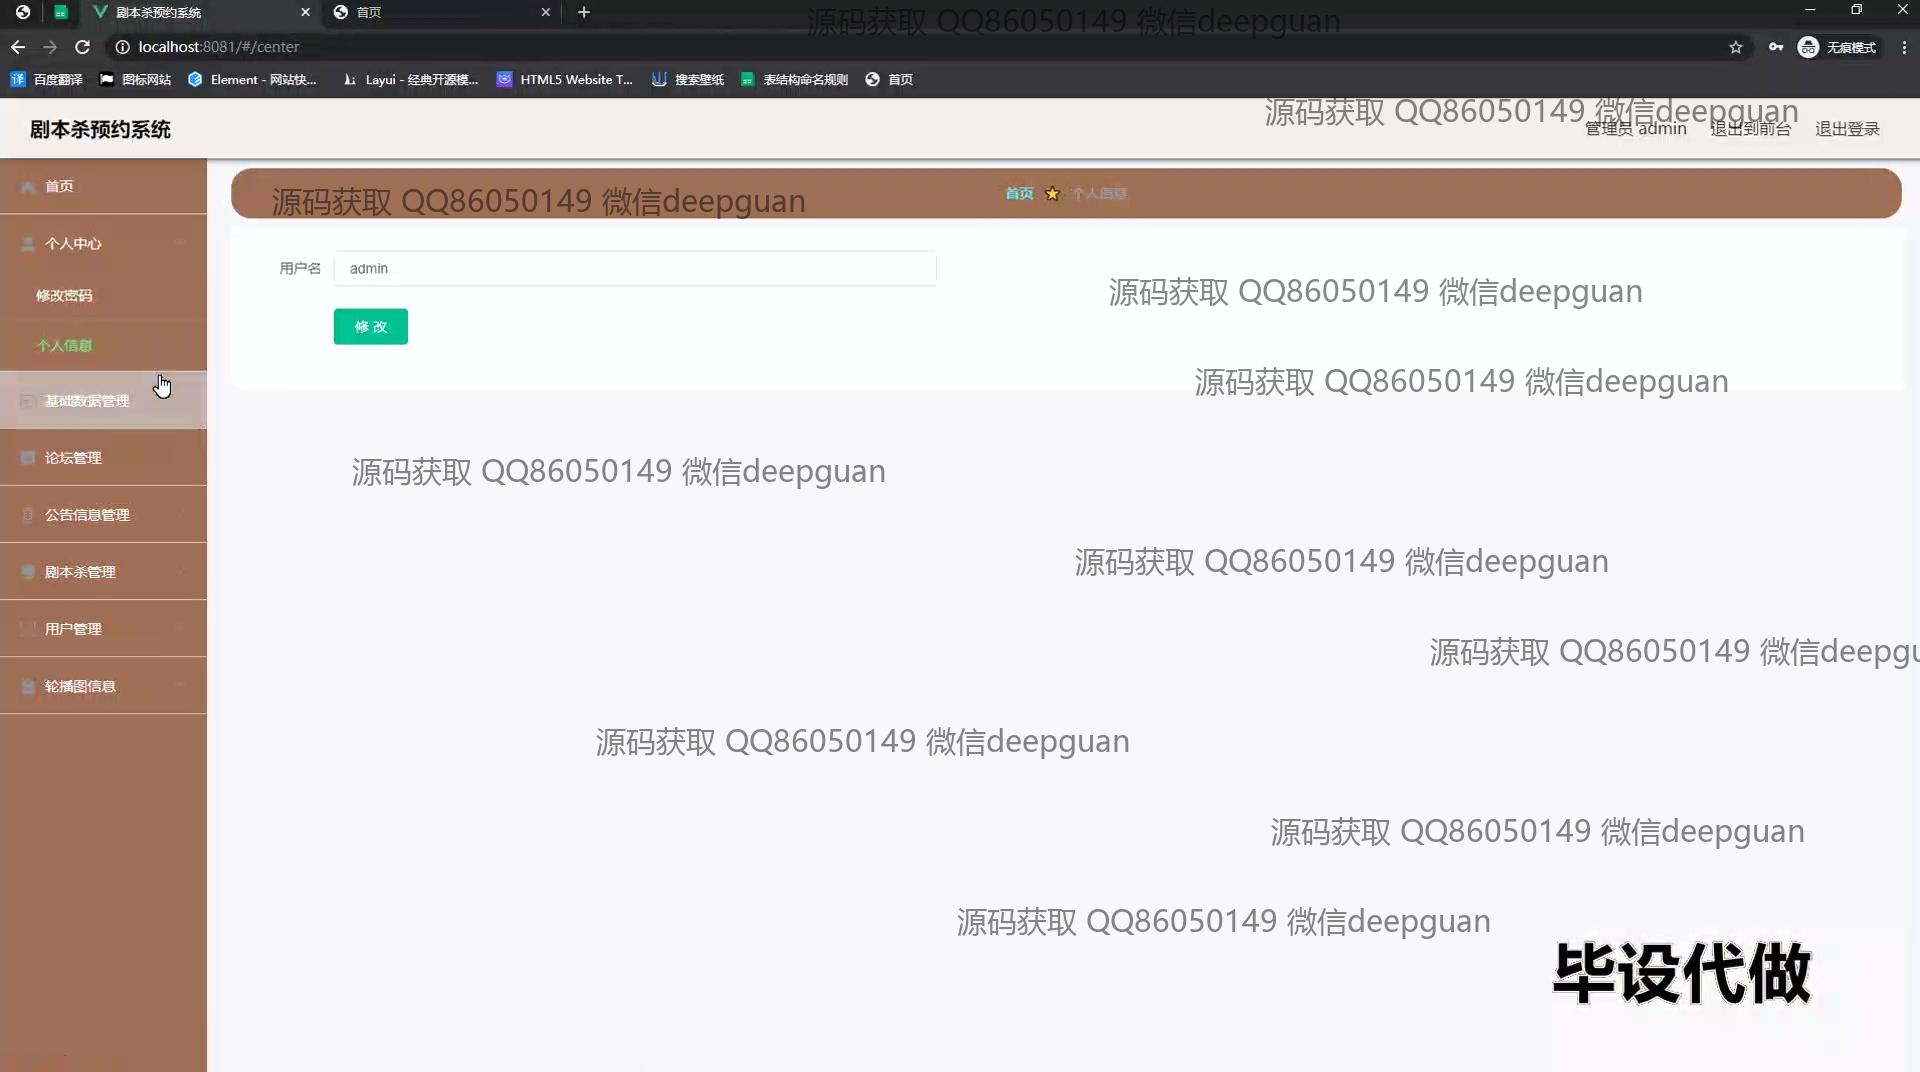 剧本杀预约系统
首页
源码获取 QQ86050149 微信deepguan
localhost:8081/#/center
无痕模式
百度翻译
图标网站
Element - 网站快...
Layui - 经典开源模...
HTML5 Website T...
搜索壁纸
表结构命名规则
首页
源码获取 QQ86050149 微信deepguan
剧本杀预约系统
管理员 admin
退出到前台
退出登录
首页
源码获取 QQ86050149 微信deepguan
首页
个人信息
个人中心
用户名
admin
源码获取 QQ86050149 微信deepguan
修改密码
修 改
个人信息
源码获取 QQ86050149 微信deepguan
基础数据管理
论坛管理
源码获取 QQ86050149 微信deepguan
公告信息管理
源码获取 QQ86050149 微信deepguan
剧本杀管理
用户管理
源码获取 QQ86050149 微信deepgu
轮播图信息
源码获取 QQ86050149 微信deepguan
源码获取 QQ86050149 微信deepguan
源码获取 QQ86050149 微信deepguan
毕设代做